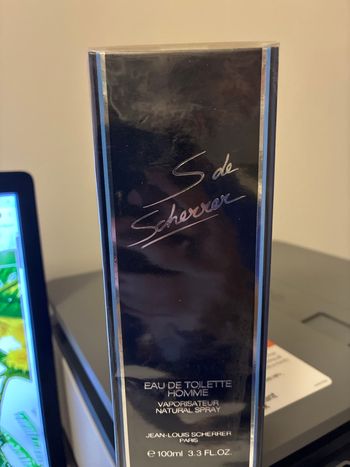 S de
Scherrer
EAU DE TOILETTE
HOMME
VAPORISATEUR
NATURAL SPRAY
JEAN-LOUIS SCHERRER
PARIS
℮ 100ml 3.3 FL.OZ.